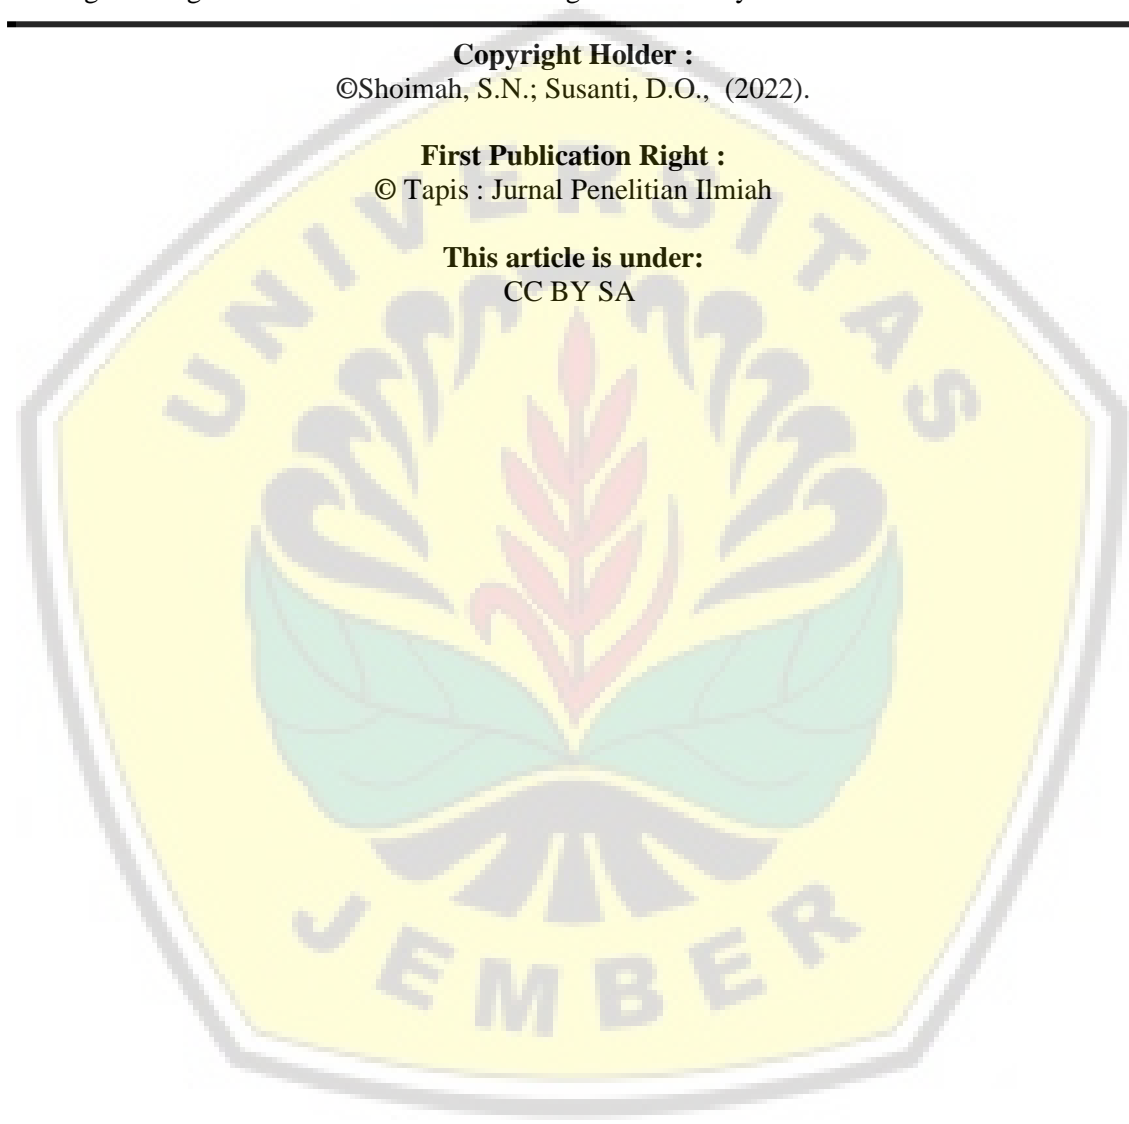 Copyright Holder :
©Shoimah, S.N.; Susanti, D.O., (2022).
First Publication Right :
© Tapis : Jurnal Penelitian Ilmiah
This article is under:
CC BY SA
UNIVERSITAS
JEMBER